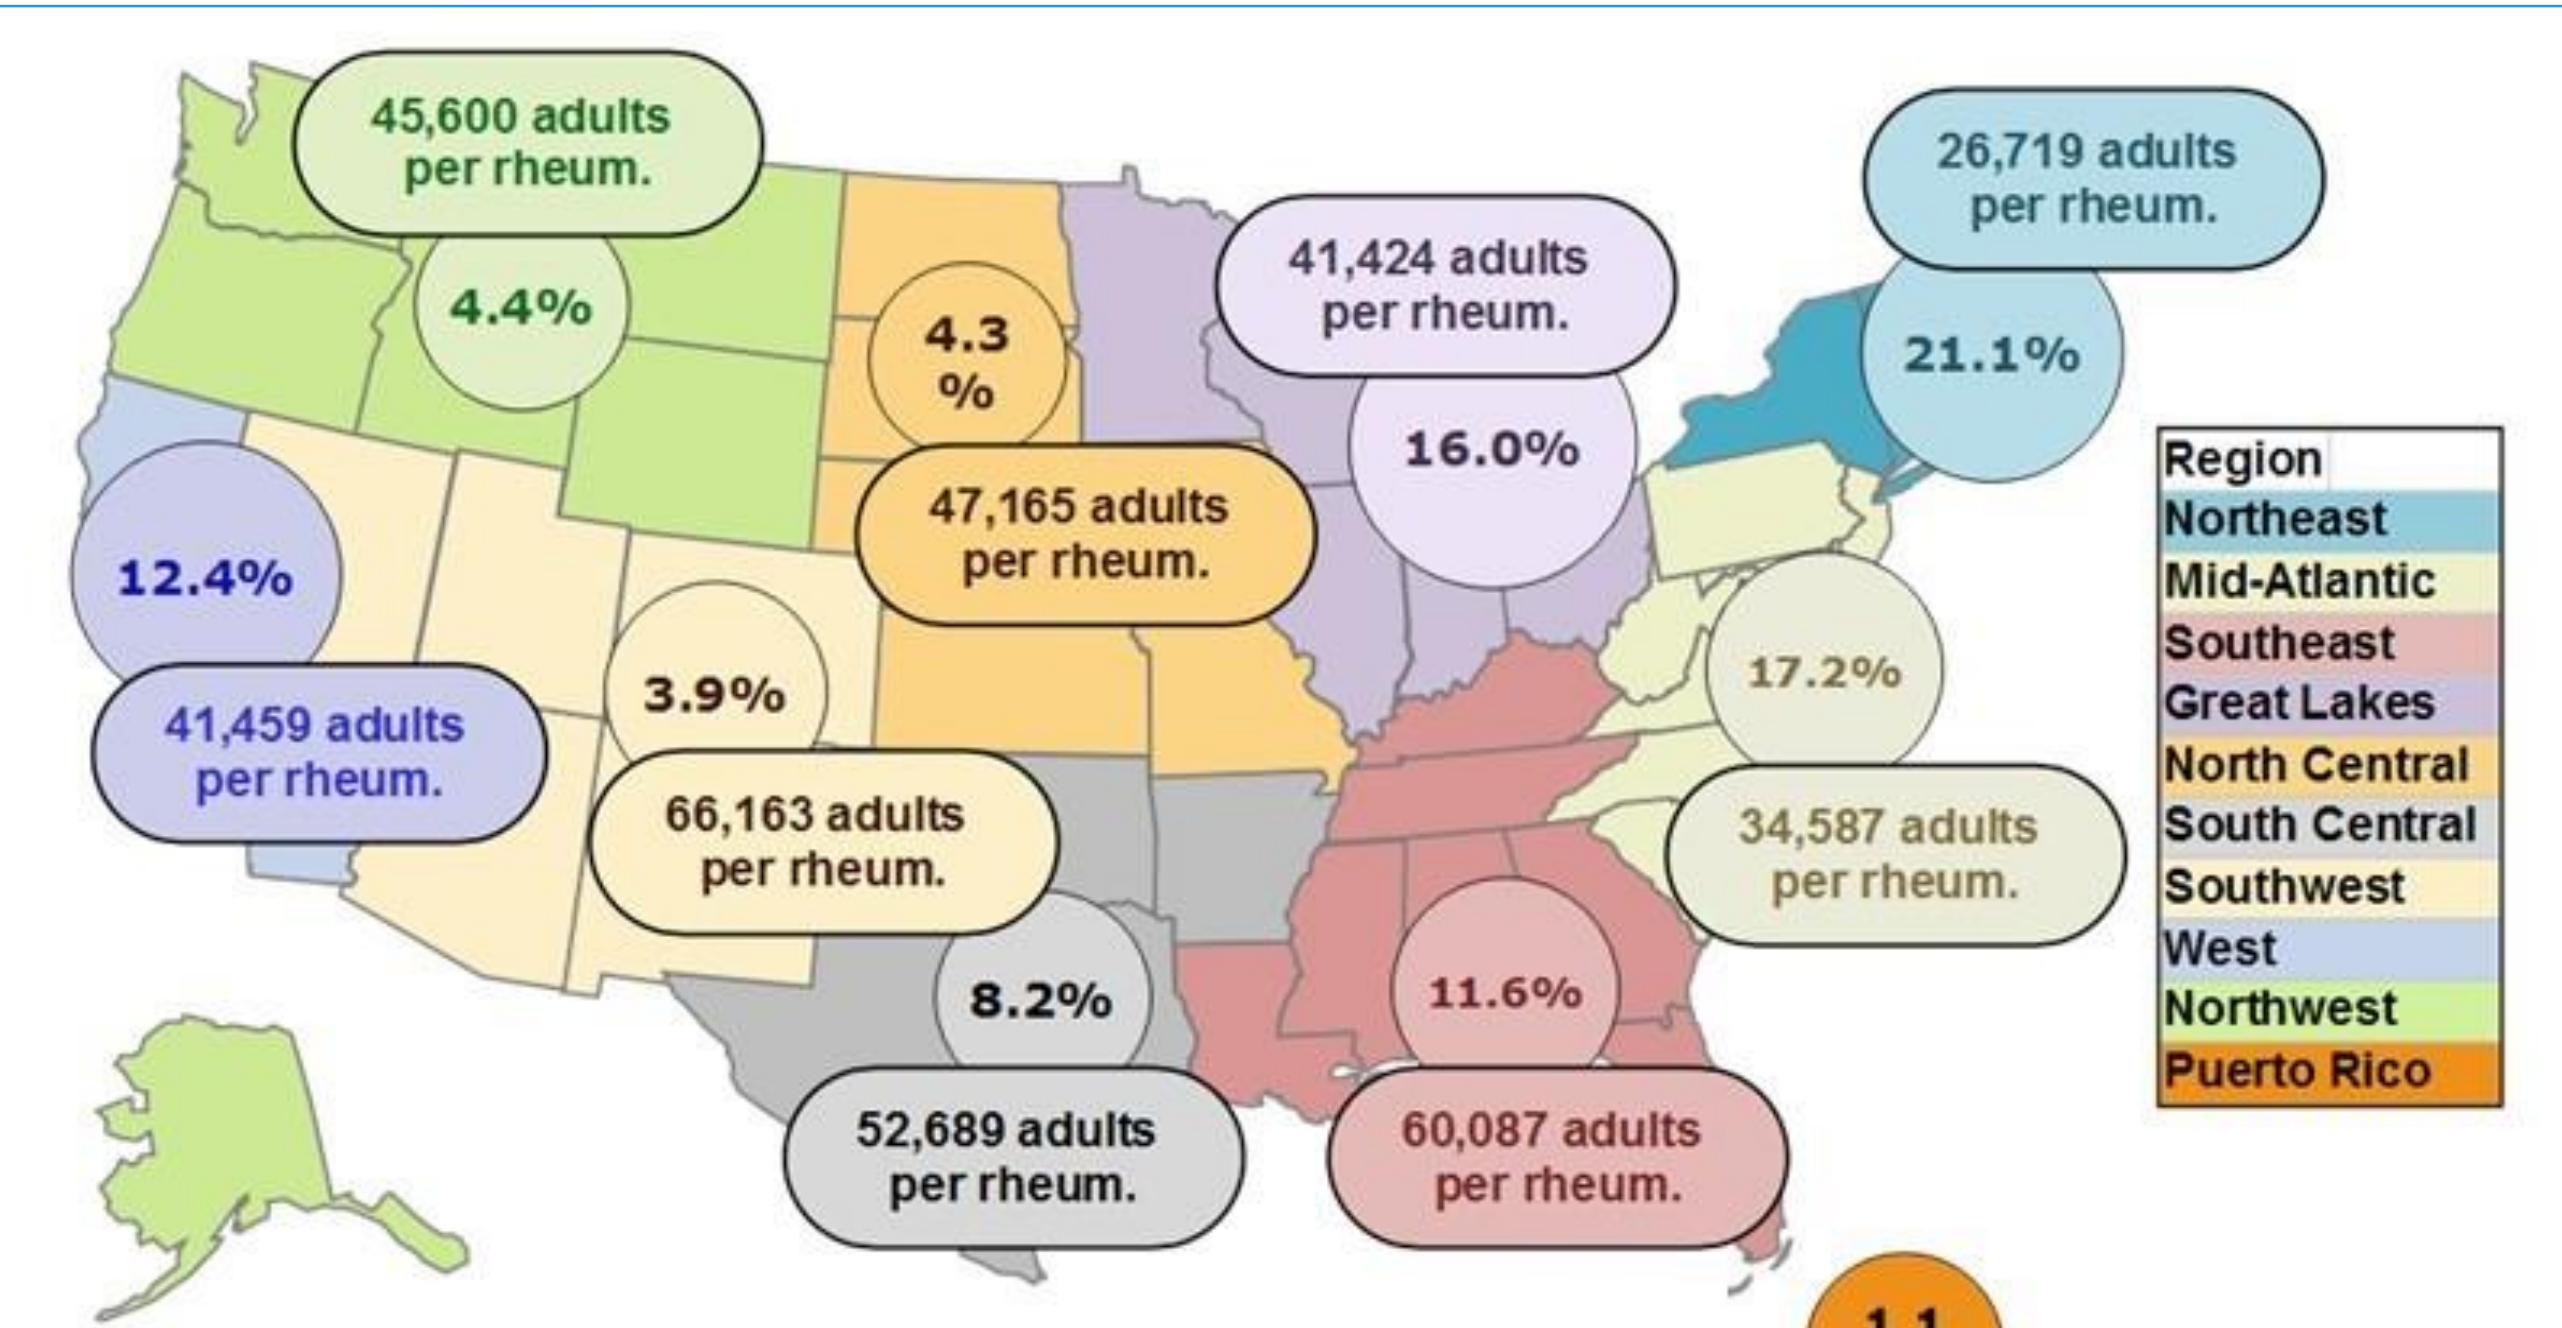 45,600 adults
per rheum.
4.4%
4.3
%
41,424 adults
per rheum.
16.0%
26,719 adults
per rheum.
21.1%
12.4%
41,459 adults
per rheum.
47,165 adults
per rheum.
3.9%
66,163 adults
per rheum.
17.2%
34,587 adults
per rheum.
8.2%
52,689 adults
per rheum.
11.6%
60,087 adults
per rheum.
Region
Northeast
Mid-Atlantic
Southeast
Great Lakes
North Central
South Central
Southwest
West
Northwest
Puerto Rico
1.1